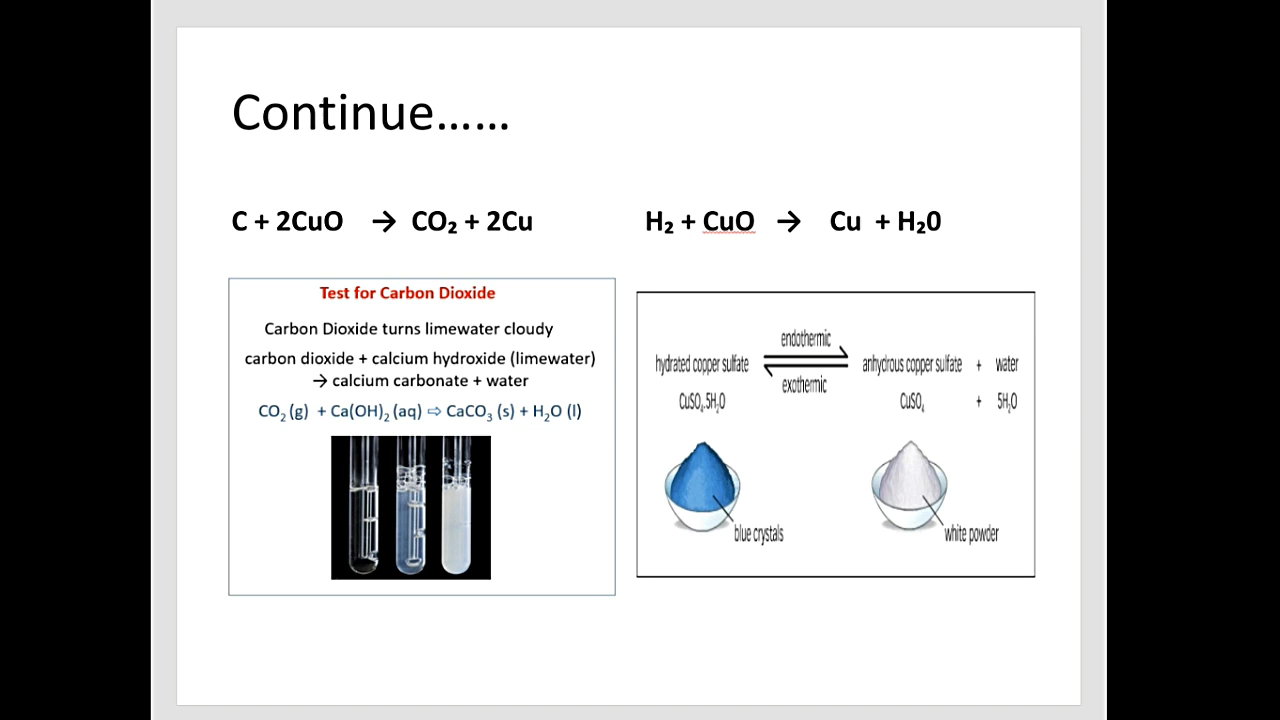 Continue......
C + 2CuO → CO₂ + 2Cu
H₂ + CuO → Cu + H₂0
Test for Carbon Dioxide
Carbon Dioxide turns limewater cloudy
carbon dioxide + calcium hydroxide (limewater)
→ calcium carbonate + water
CO₂ (g) + Ca(OH)₂ (aq) ⇨ CaCO₃ (s) + H₂O (l)
endothermic
hydrated copper sulfate ⇌ anhydrous copper sulfate + water
exothermic
CuSO₄.5H₂O CuSO₄ + 5H₂O
blue crystals
white powder